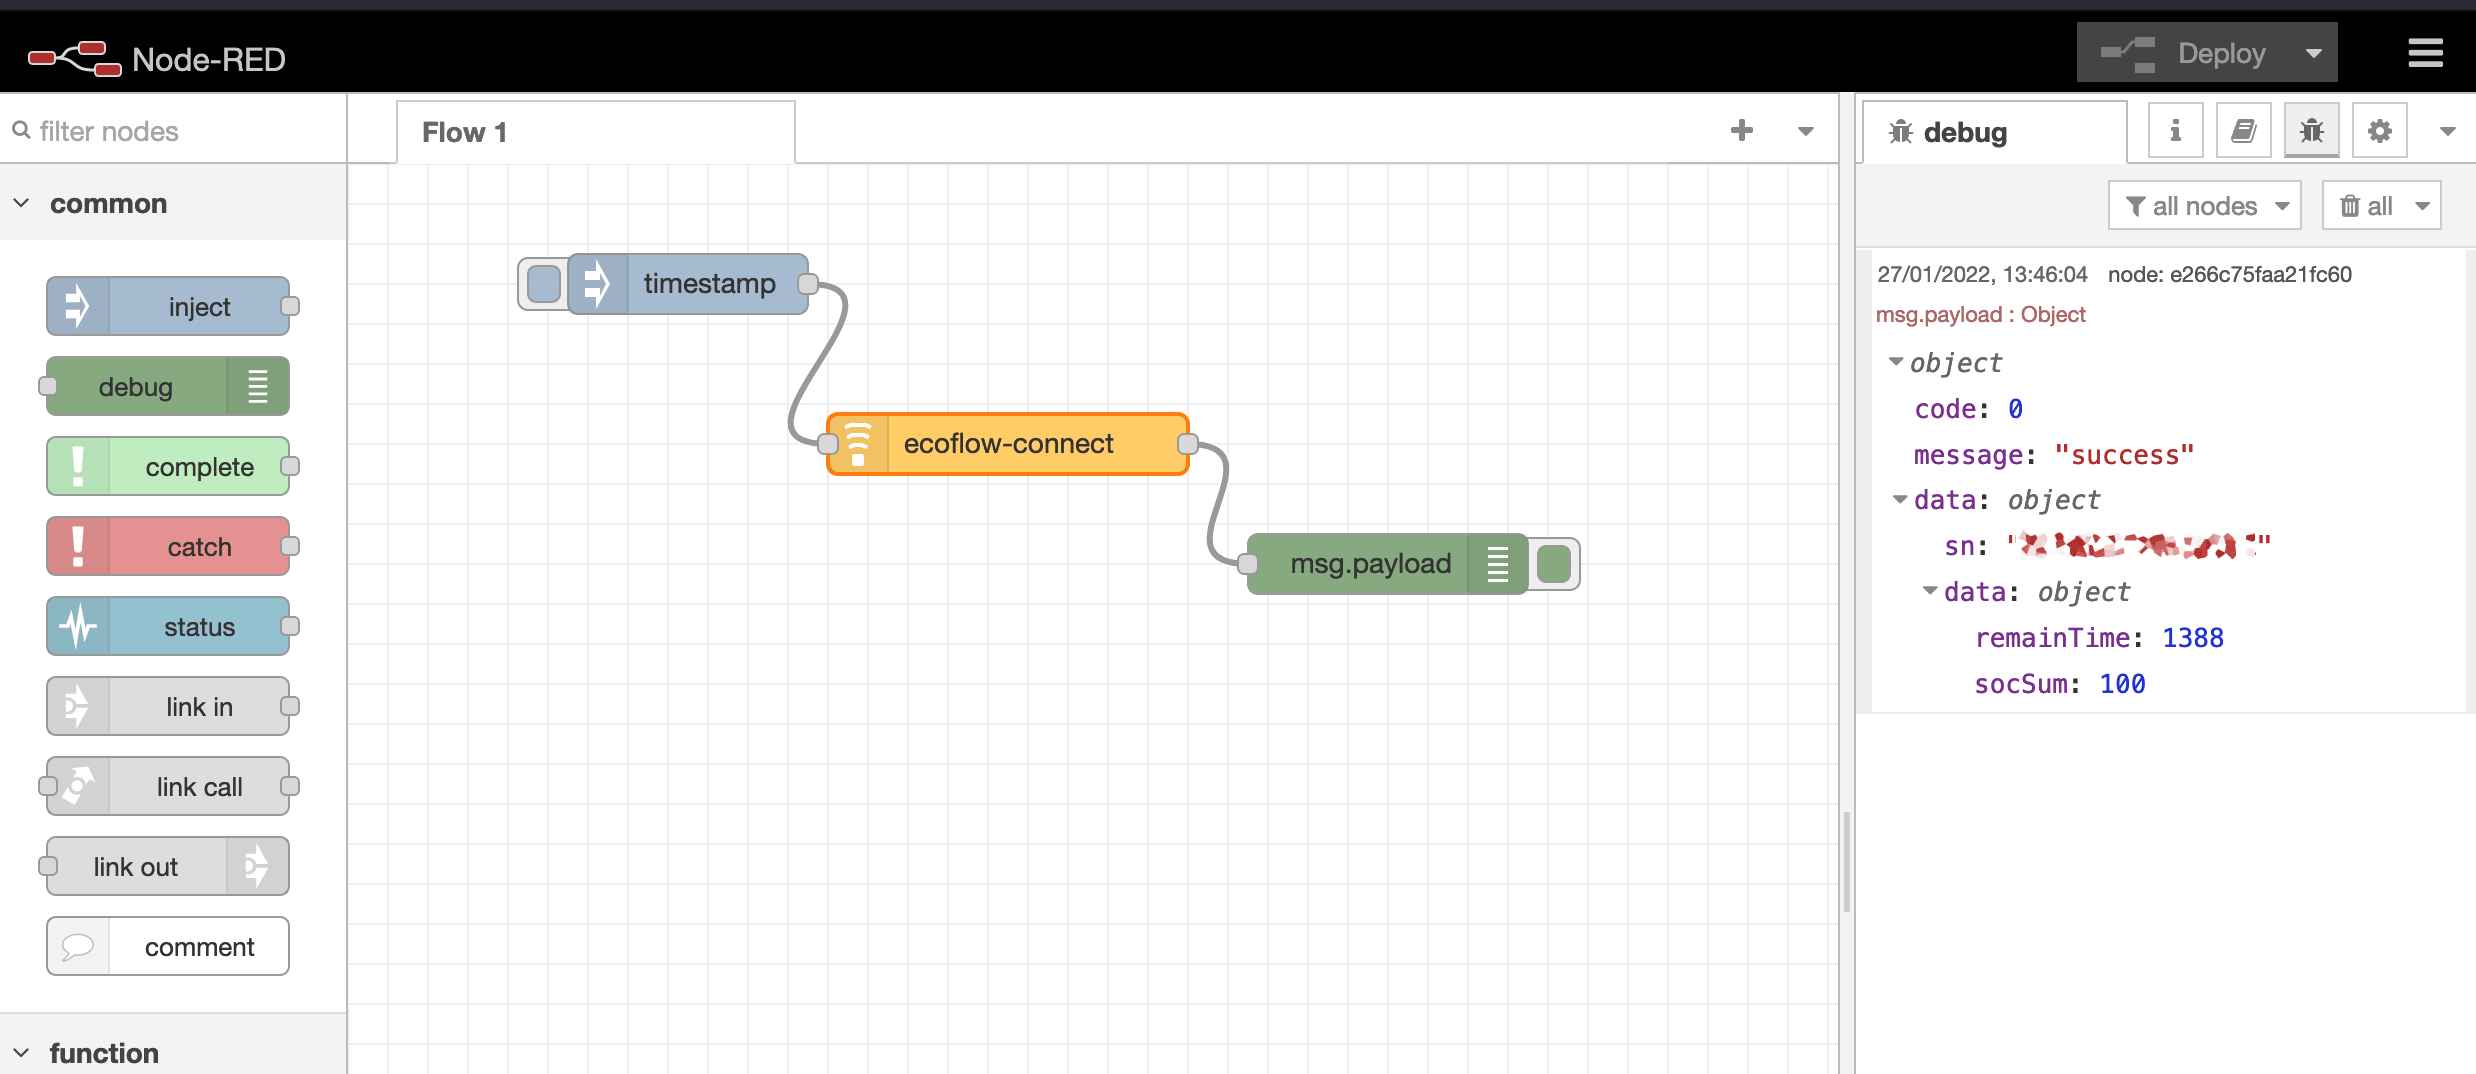 Node-RED
Deploy
filter nodes
Flow 1
debug
i
all nodes
all
common
inject
debug
complete
catch
status
link in
link call
link out
comment
function
timestamp
ecoflow-connect
msg.payload
27/01/2022, 13:46:04 node: e266c75faa21fc60
msg.payload : Object
object
code: 0
message: "success"
data: object
sn: "
data: object
remainTime: 1388
socSum: 100